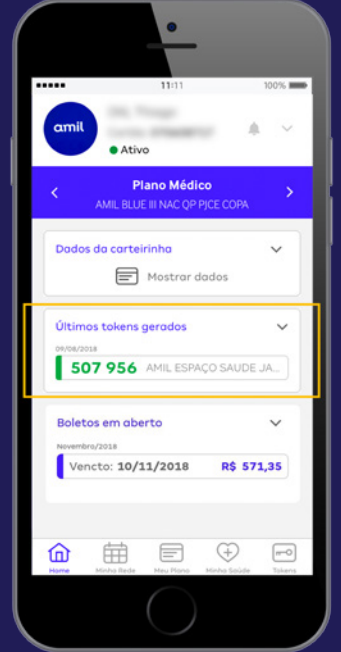 11:11
100%
amil
Ativo
Plano Médico
AMIL BLUE III NAC QP PJCE COPA
Dados da carteirinha
Mostrar dados
Últimos tokens gerados
09/08/2018
507 956 AMIL ESPAÇO SAUDE JA...
Boletos em aberto
Novembro/2018
Vencto: 10/11/2018 R$ 571,35
Home Minha Rede Meu Plano Minha Saúde Tokens